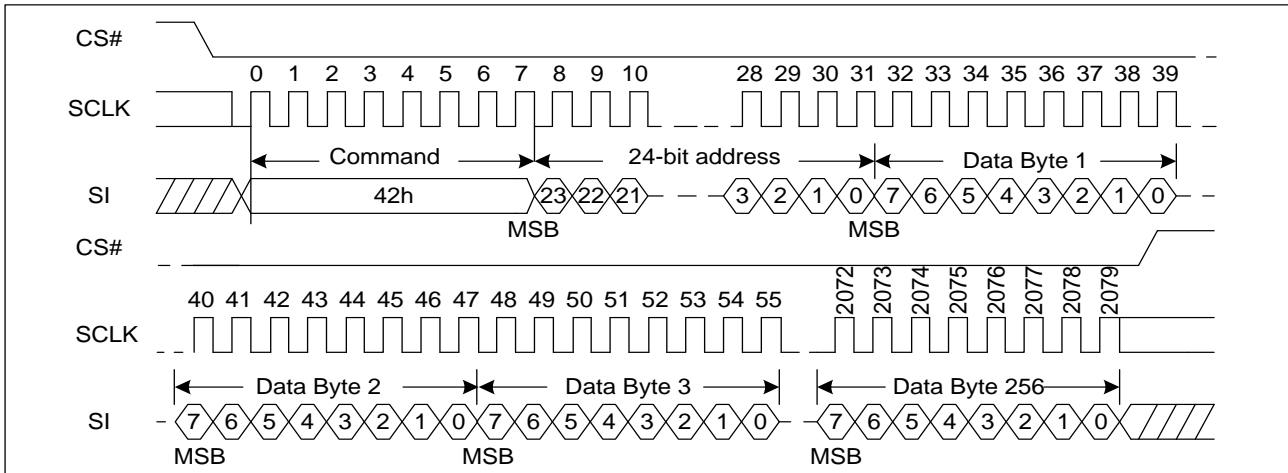 CS#
0 1 2 3 4 5 6 7 8 9 10 28 29 30 31 32 33 34 35 36 37 38 39
SCLK
Command 24-bit address Data Byte 1
SI 42h 23 22 21 3 2 1 0 7 6 5 4 3 2 1 0
MSB MSB
CS#
40 41 42 43 44 45 46 47 48 49 50 51 52 53 54 55 2072 2073 2074 2075 2076 2077 2078 2079
SCLK
Data Byte 2 Data Byte 3 Data Byte 256
SI 7 6 5 4 3 2 1 0 7 6 5 4 3 2 1 0 7 6 5 4 3 2 1 0
MSB MSB MSB